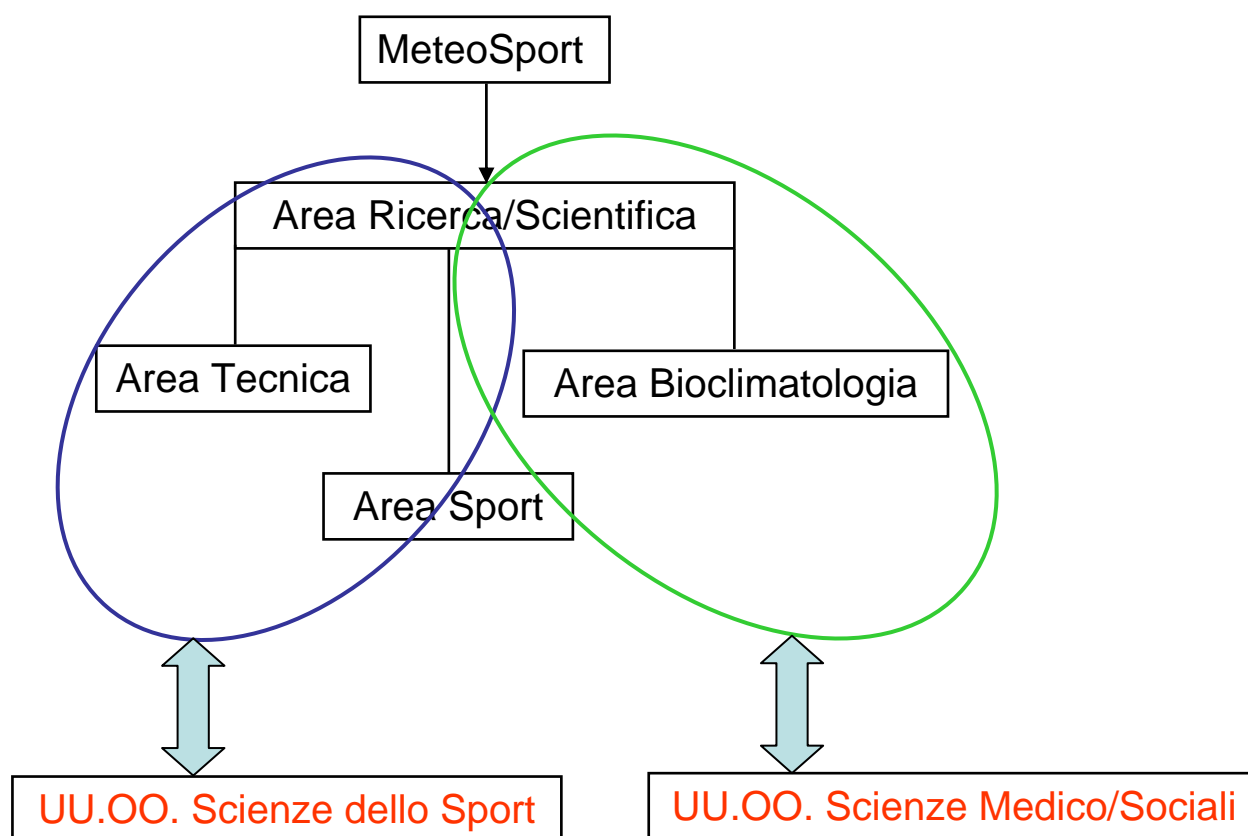 MeteoSport
Area Ricerca/Scientifica
Area Tecnica
Area Bioclimatologia
Area Sport
UU.OO. Scienze dello Sport
UU.OO. Scienze Medico/Sociali